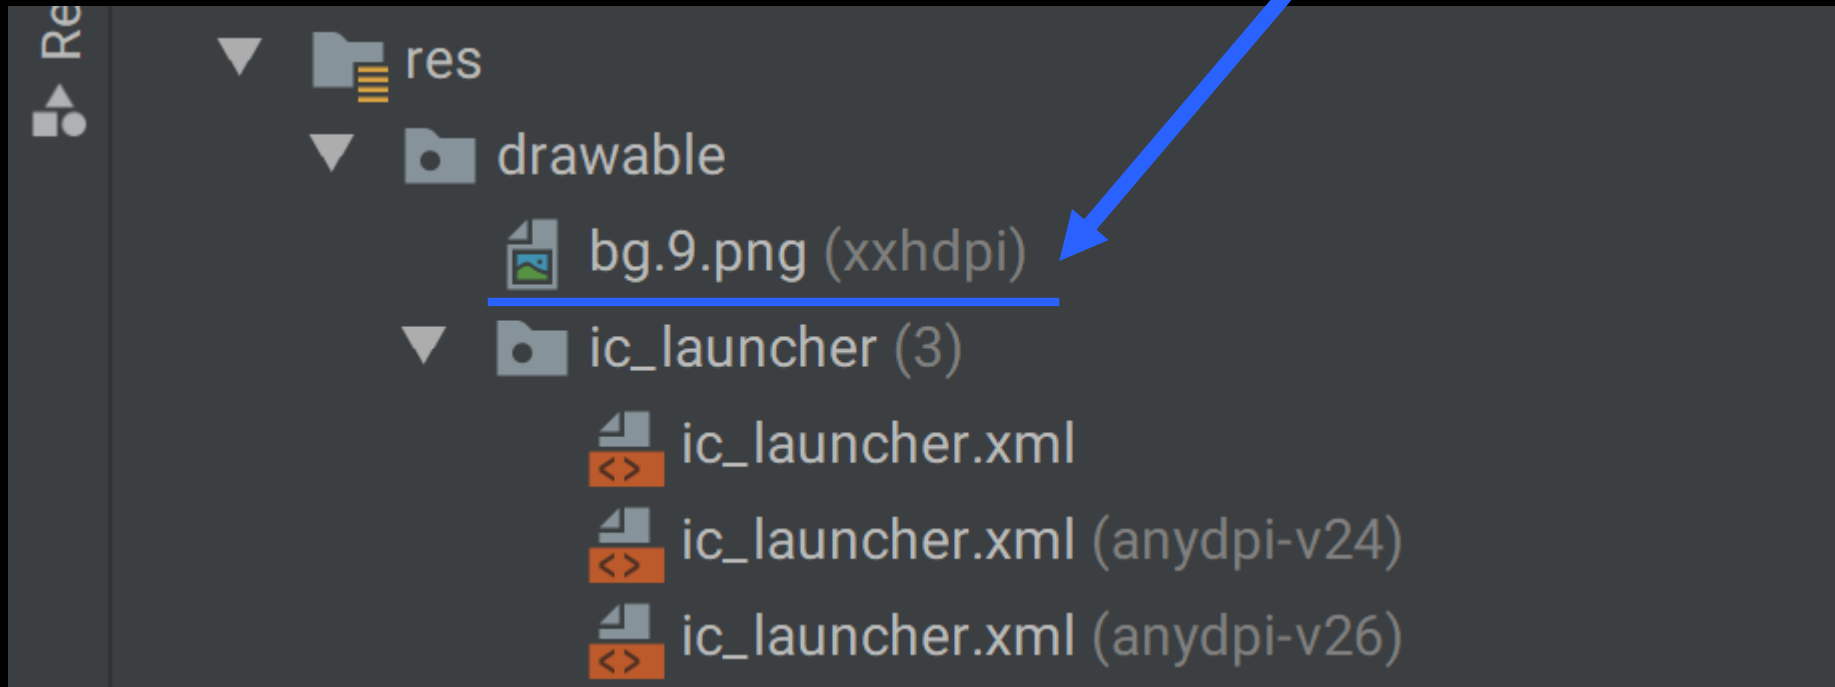 Re
res
drawable
bg.9.png (xxhdpi)
ic_launcher (3)
ic_launcher.xml
ic_launcher.xml (anydpi-v24)
ic_launcher.xml (anydpi-v26)